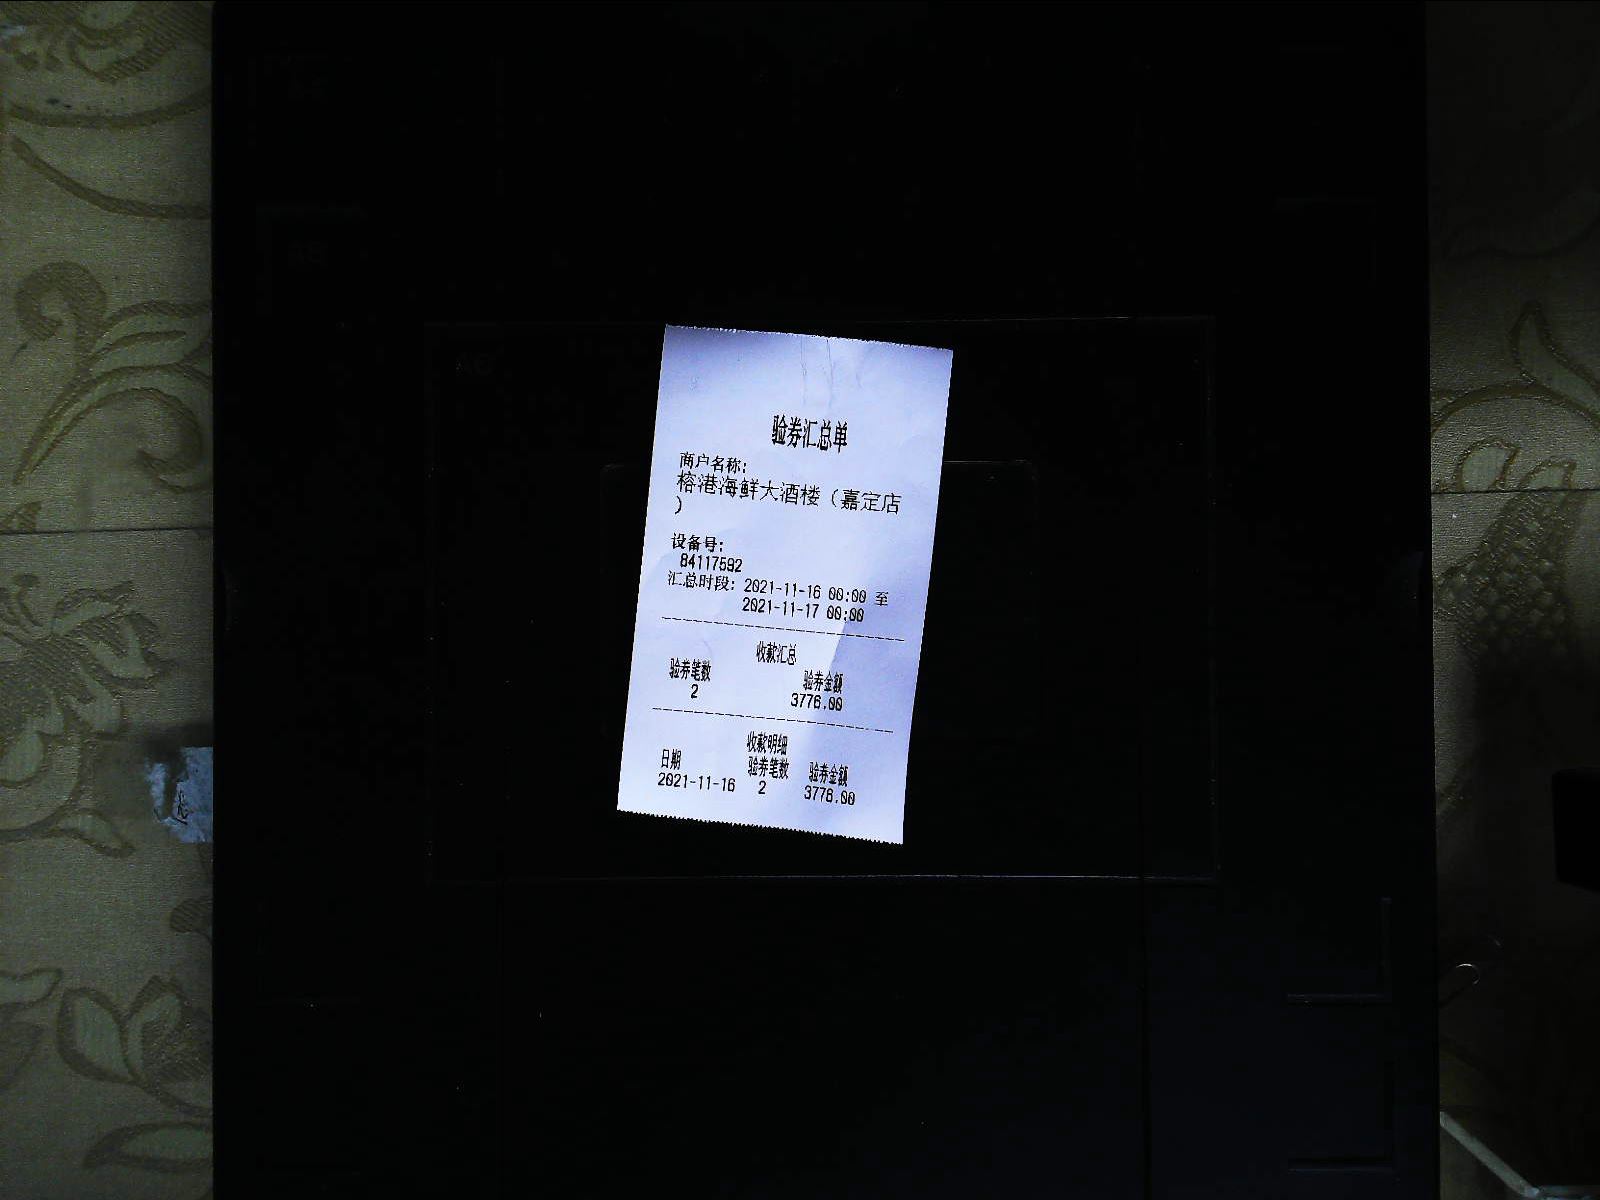 验券汇总单
商户名称:
榕港海鲜大酒楼（嘉定店
）
设备号:
84117592
汇总时段: 2021-11-16 00:00 至
2021-11-17 00:00
收款汇总
验券笔数 验券金额
2 3776.00
收款明细
日期 验券笔数 验券金额
2021-11-16 2 3776.00